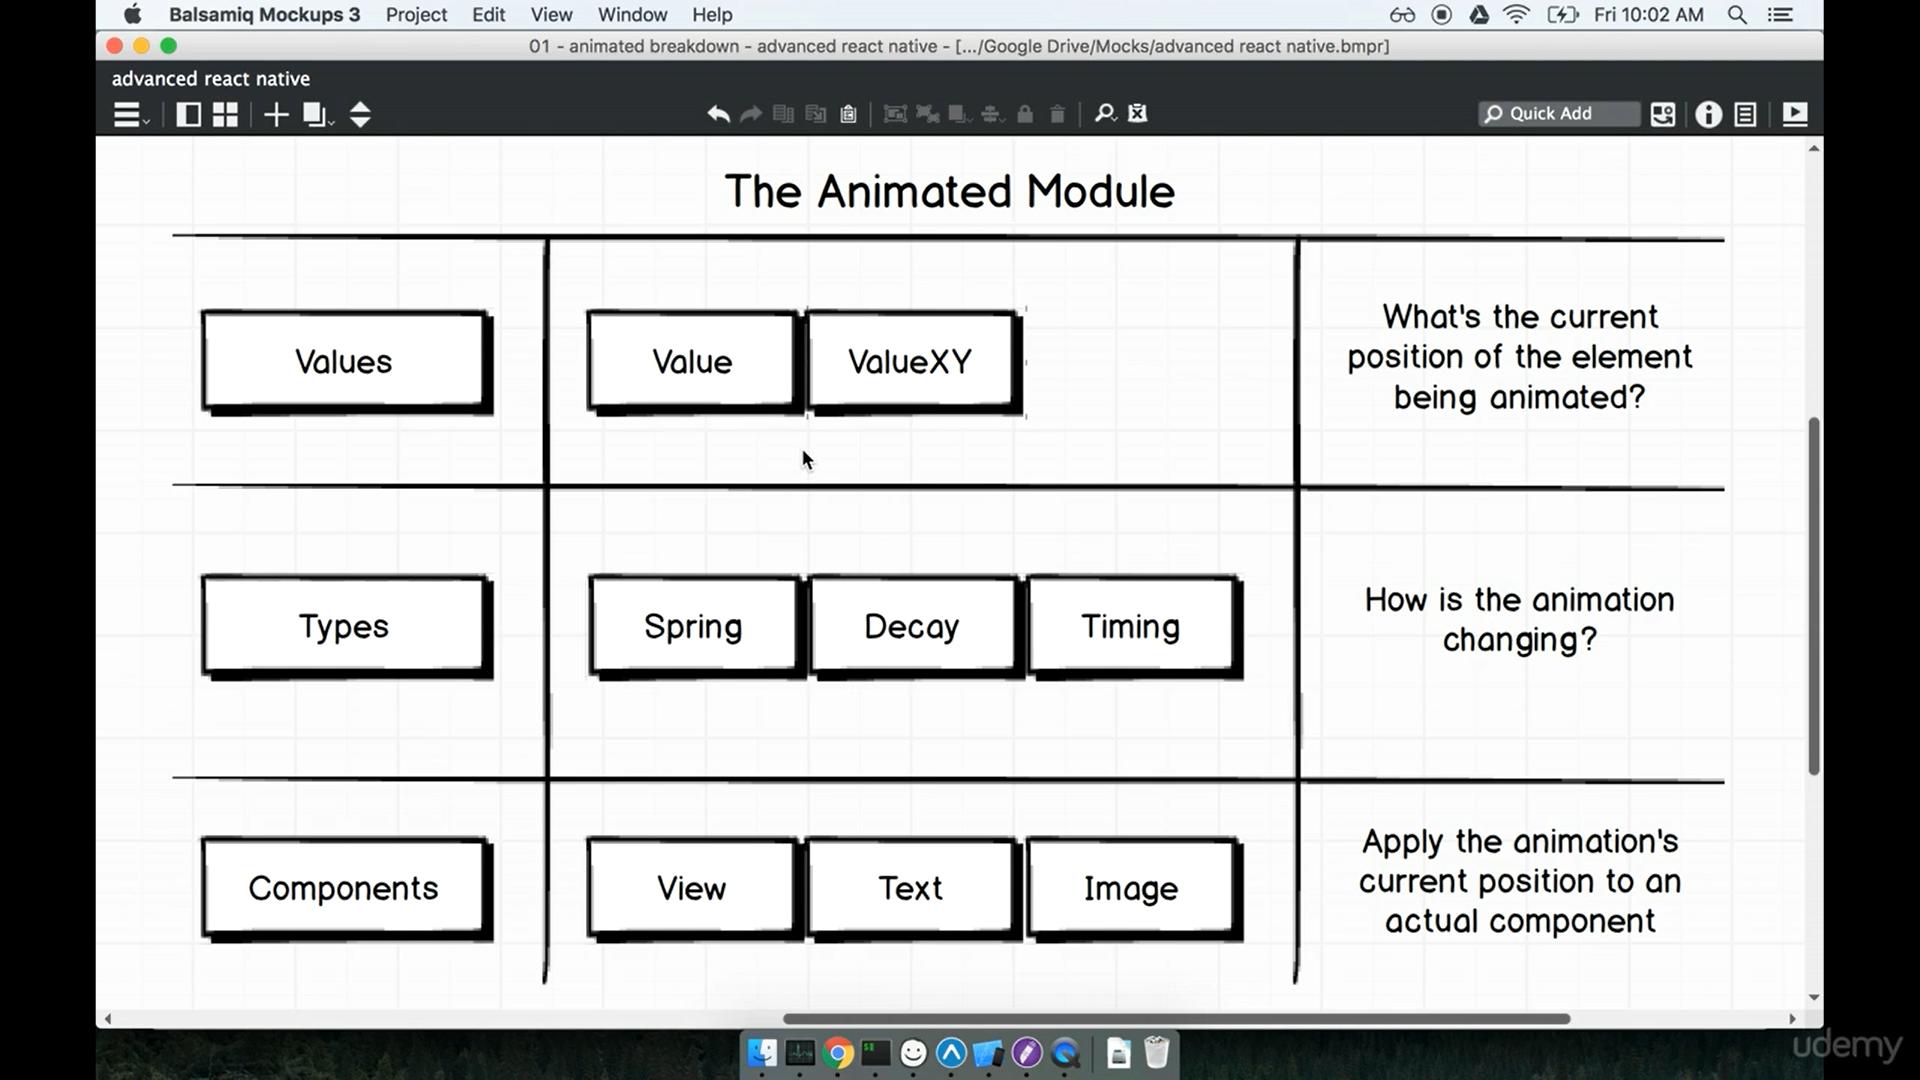 Balsamiq Mockups 3 Project Edit View Window Help Fri 10:02 AM
01 - animated breakdown - advanced react native - [.../Google Drive/Mocks/advanced react native.bmpr]
advanced react native
Quick Add
The Animated Module
Values
Value
ValueXY
What's the current
position of the element
being animated?
Types
Spring
Decay
Timing
How is the animation
changing?
Components
View
Text
Image
Apply the animation's
current position to an
actual component
udemy